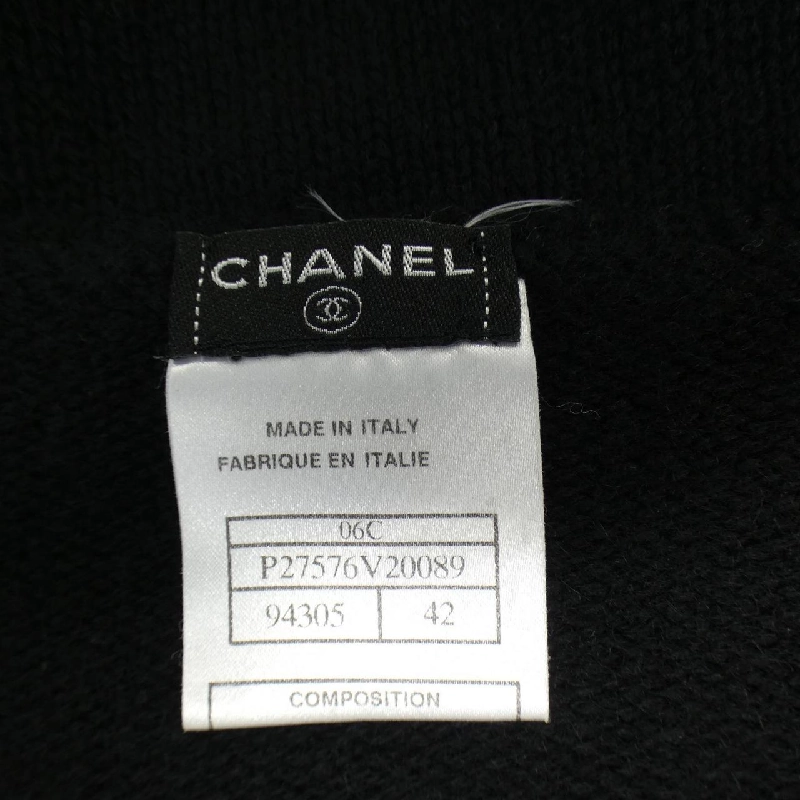 CHANEL
MADE IN ITALY
FABRIQUE EN ITALIE
06C
P27576V20089
94305 42
COMPOSITION